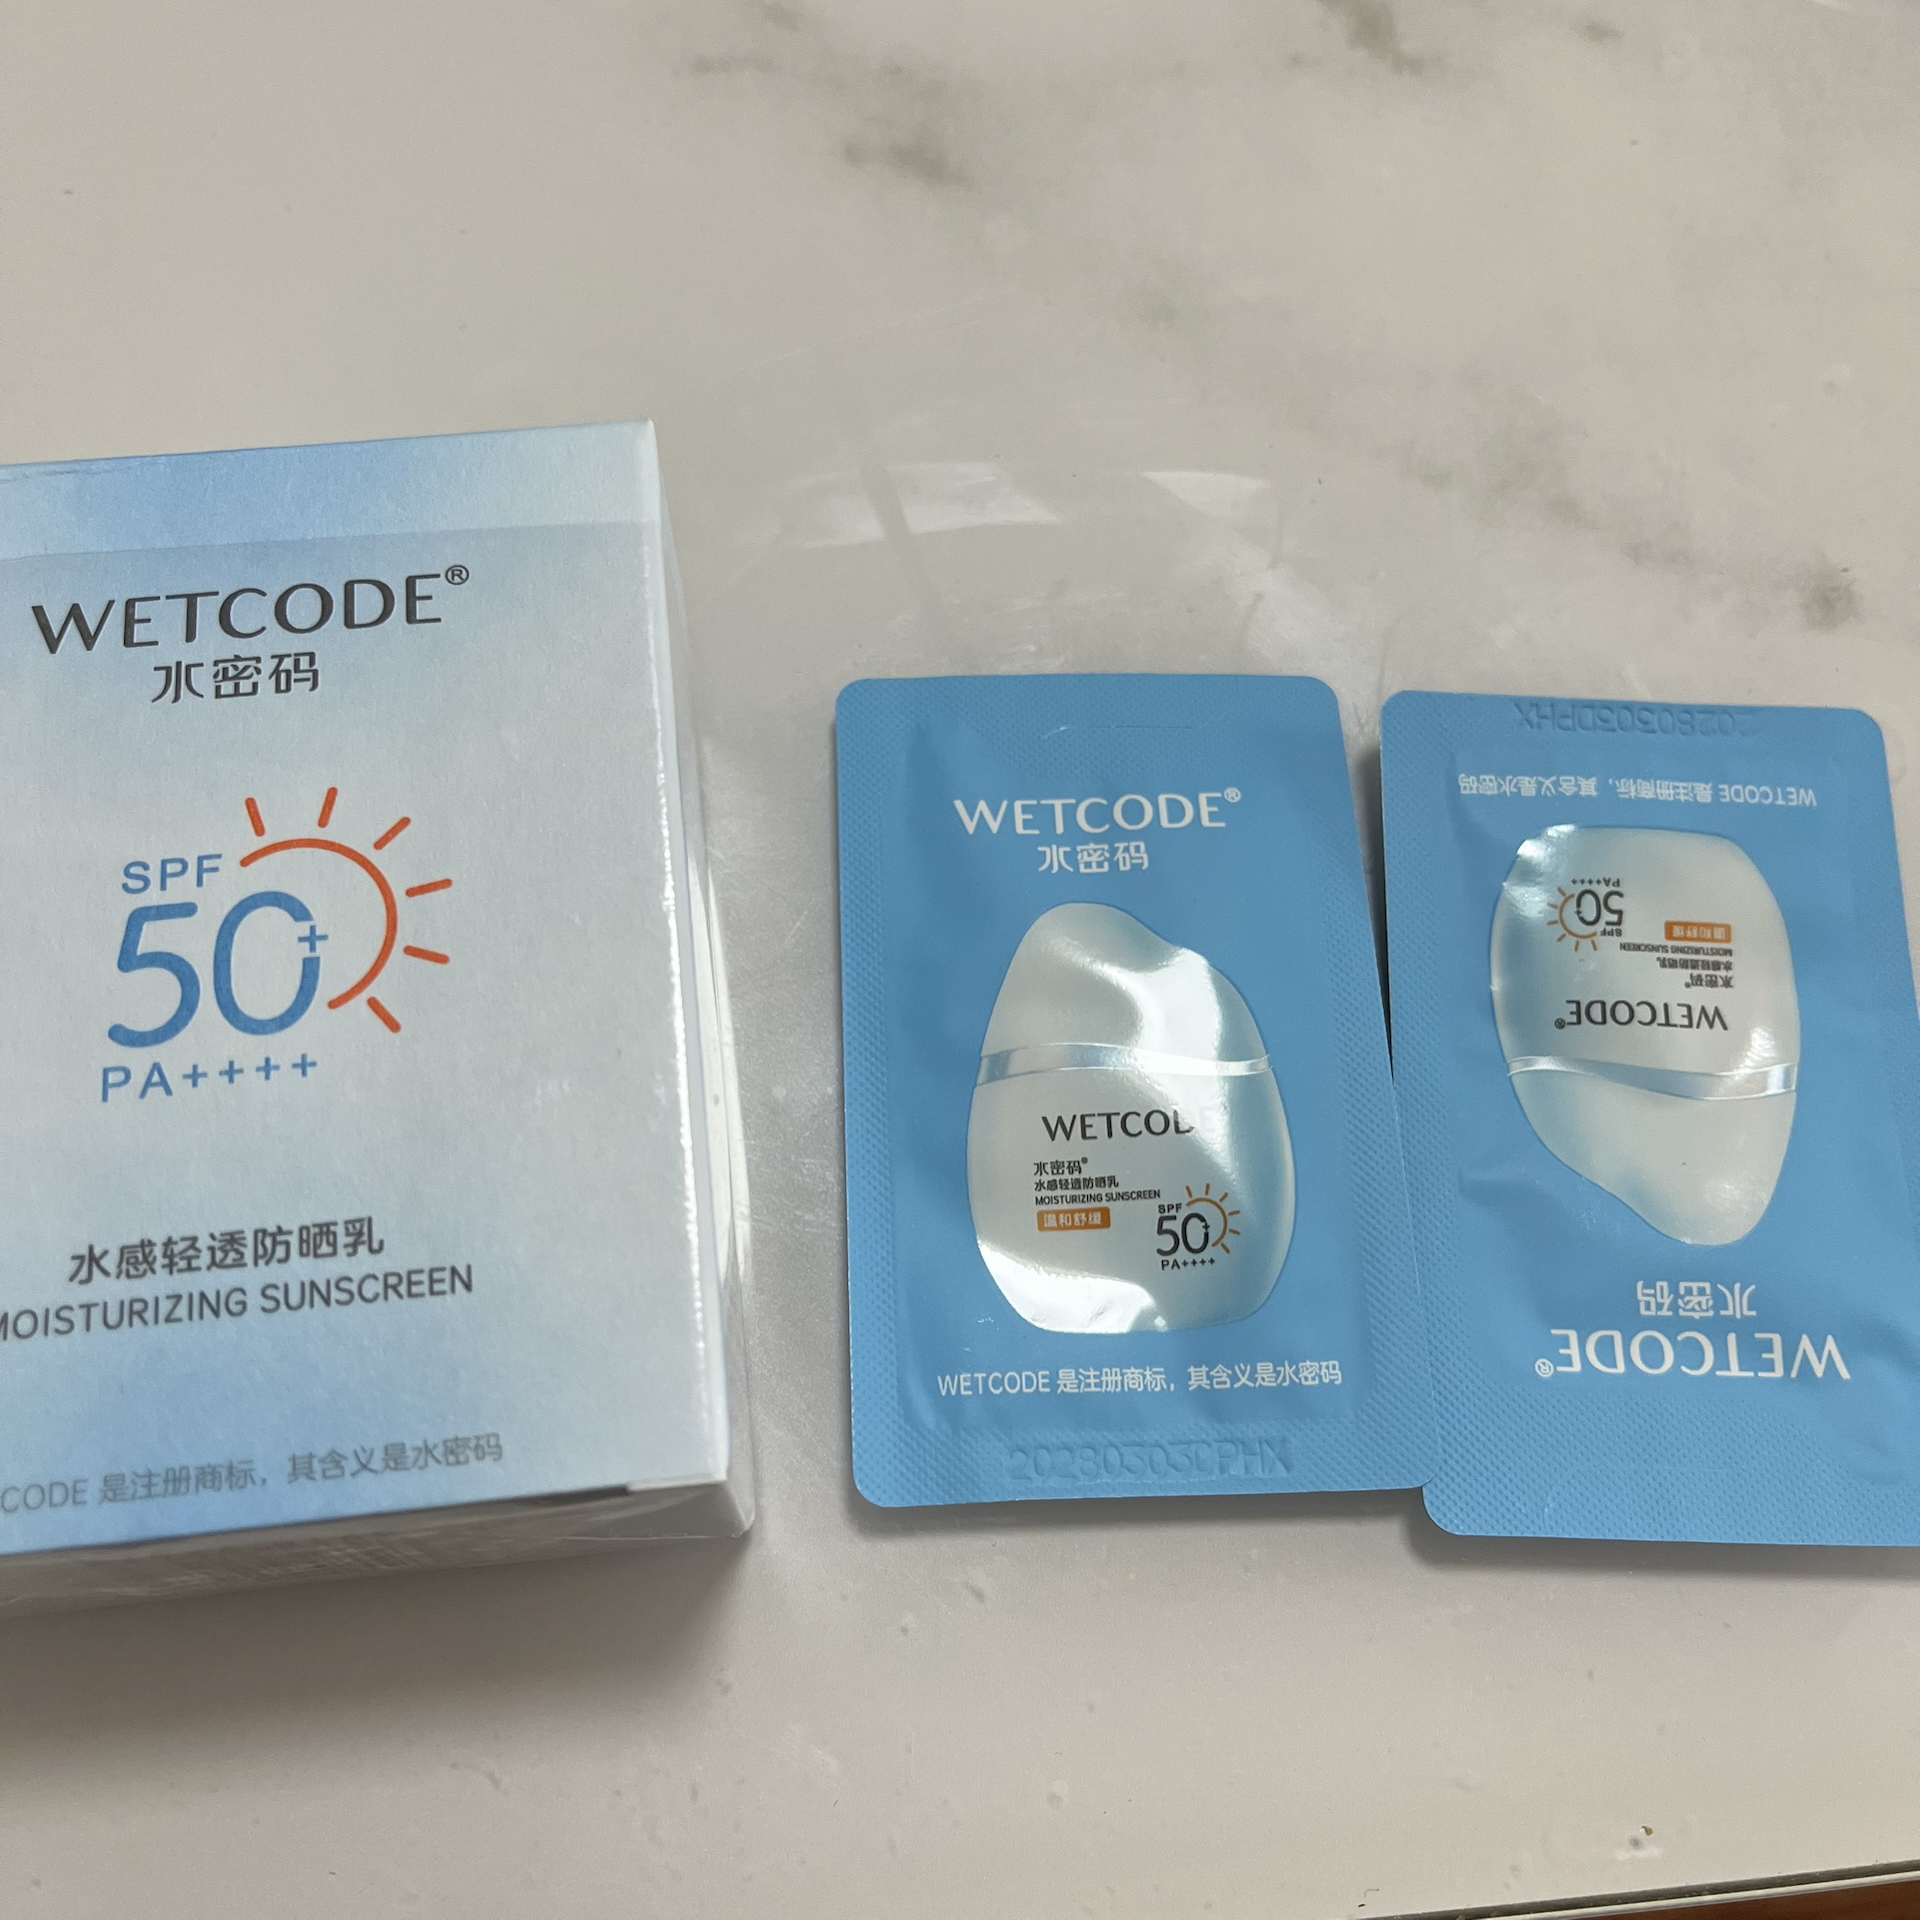 WETCODE®
水密码
SPF
50+
PA++++
水感轻透防晒乳
MOISTURIZING SUNSCREEN
CODE 是注册商标，其含义是水密码
WETCODE®
水密码
WETCODE
水密码®
水感轻透防晒乳
MOISTURIZING SUNSCREEN
温和舒缓
SPF
50+
PA++++
WETCODE 是注册商标，其含义是水密码
WETCODE®
水密码
WETCODE®
水密码®
水感轻透防晒乳
MOISTURIZING SUNSCREEN
温和舒缓
SPF
50
PA++++
WETCODE 是注册商标，其含义是水密码